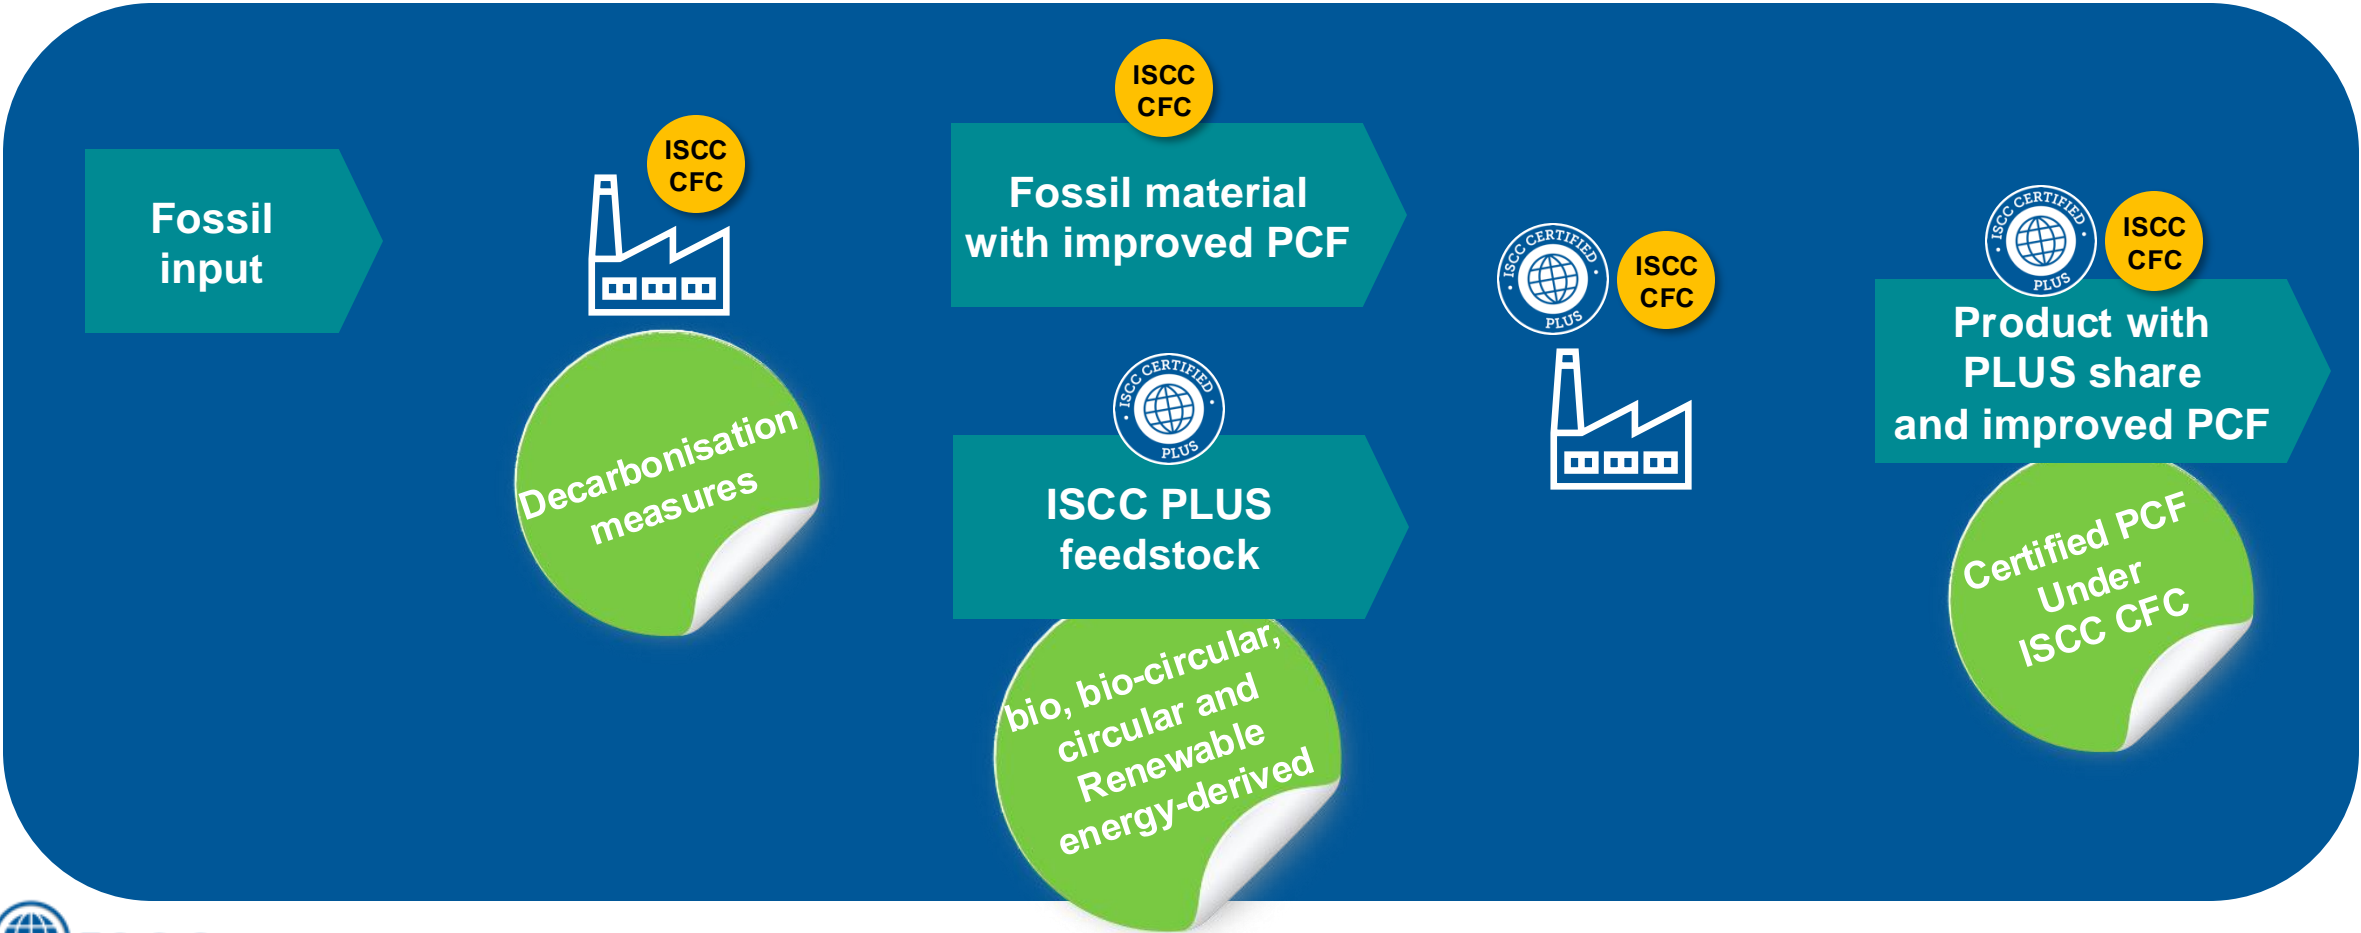 Fossil
input
ISCC
CFC
Decarbonisation
measures
ISCC
CFC
Fossil material
with improved PCF
ISCC CERTIFIED
PLUS
ISCC PLUS
feedstock
bio, bio-circular,
circular and
Renewable
energy-derived
ISCC CERTIFIED
PLUS
ISCC
CFC
ISCC CERTIFIED
PLUS
ISCC
CFC
Product with
PLUS share
and improved PCF
Certified PCF
Under
ISCC CFC